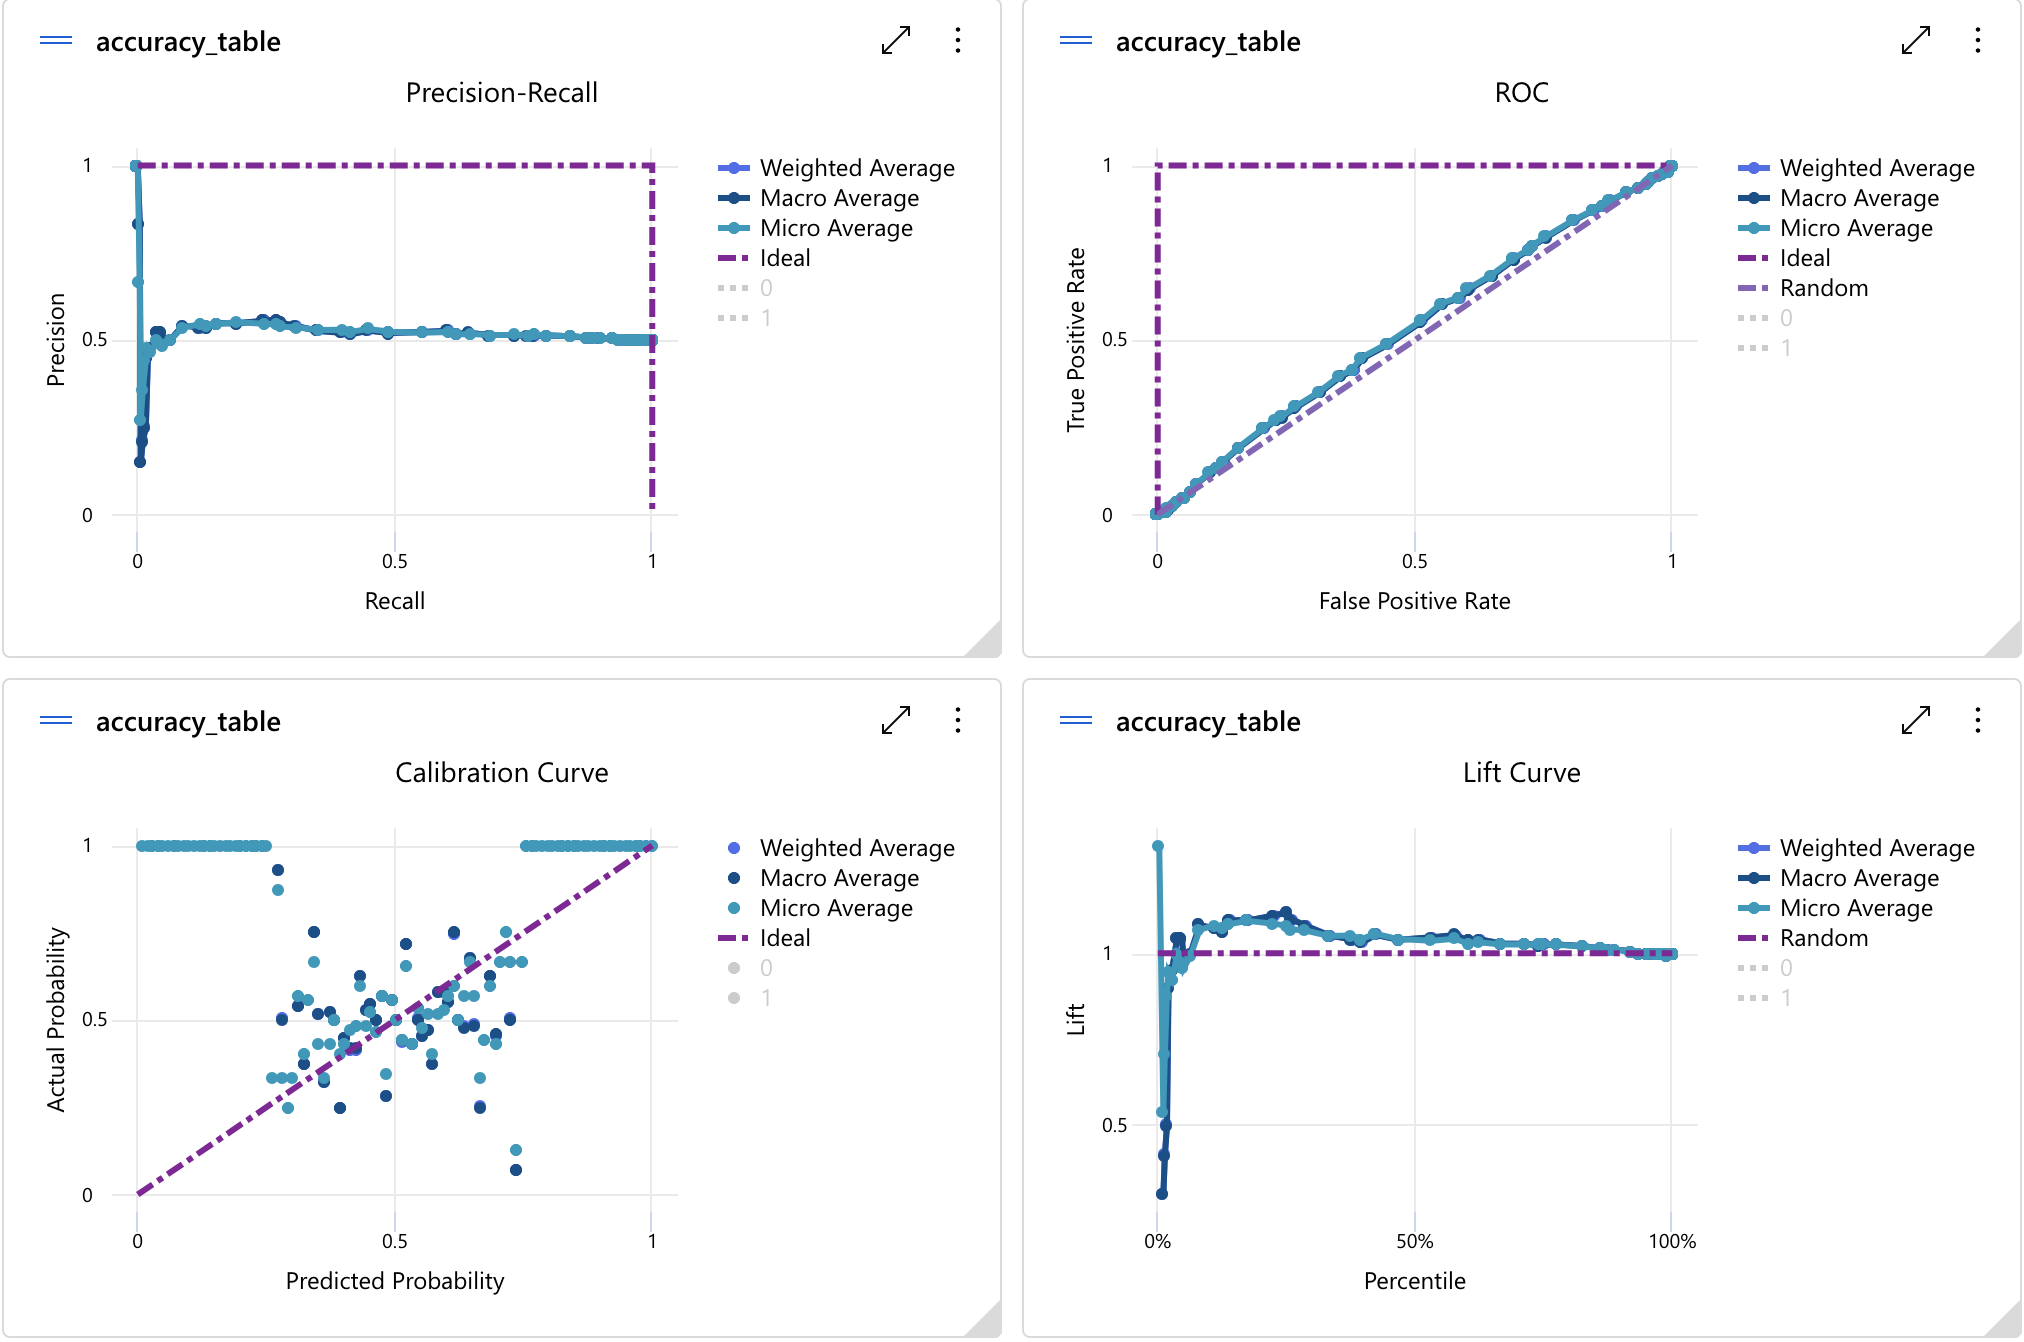 accuracy_table
Precision-Recall
1
0.5
0
Precision
0
0.5
1
Recall
Weighted Average
Macro Average
Micro Average
Ideal
0
1
accuracy_table
ROC
1
0.5
0
True Positive Rate
0
0.5
1
False Positive Rate
Weighted Average
Macro Average
Micro Average
Ideal
Random
0
1
accuracy_table
Calibration Curve
1
0.5
0
Actual Probability
0
0.5
1
Predicted Probability
Weighted Average
Macro Average
Micro Average
Ideal
0
1
accuracy_table
Lift Curve
1
0.5
Lift
0%
50%
100%
Percentile
Weighted Average
Macro Average
Micro Average
Random
0
1